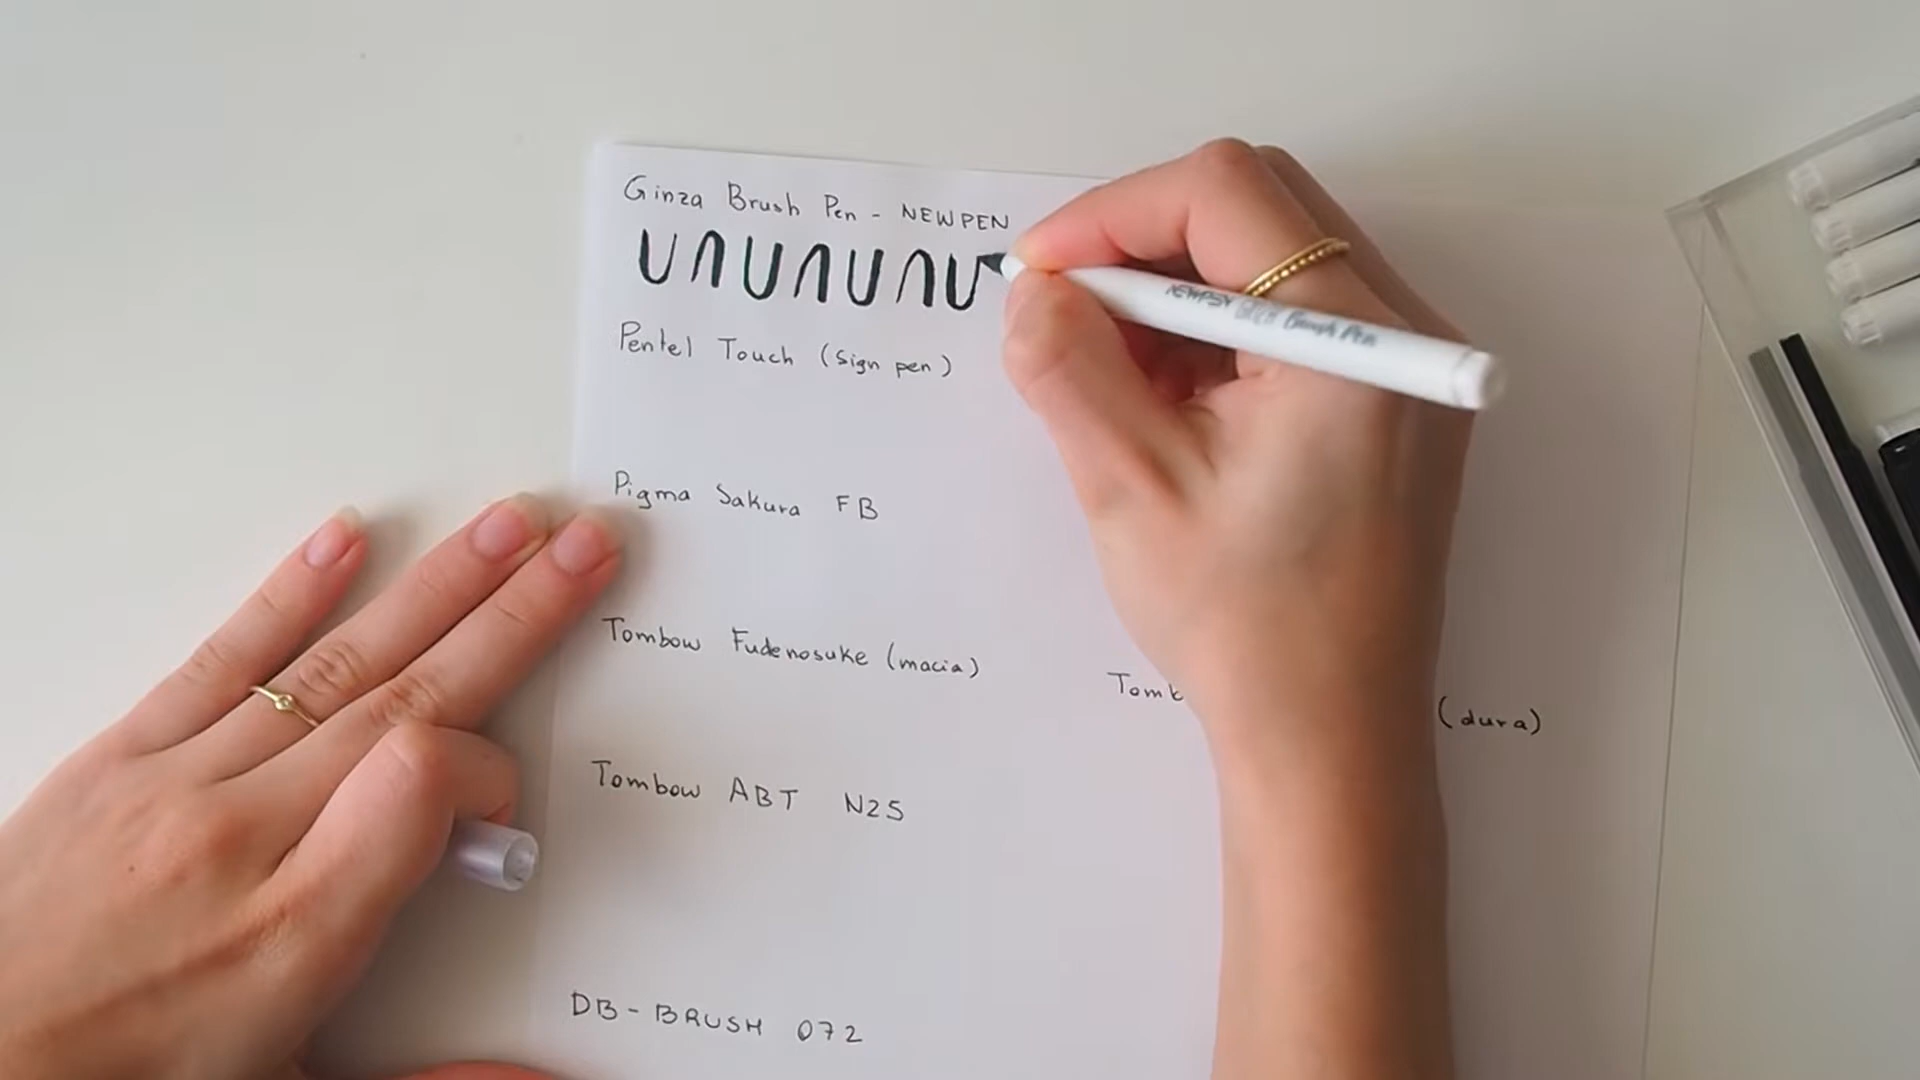 Ginza Brush Pen - NEWPEN
Pentel Touch (sign pen)
Pigma Sakura FB
Tombow Fudenosuke (macia)
(dura)
Tombow ABT N25
DB-BRUSH 072
Brush Pen